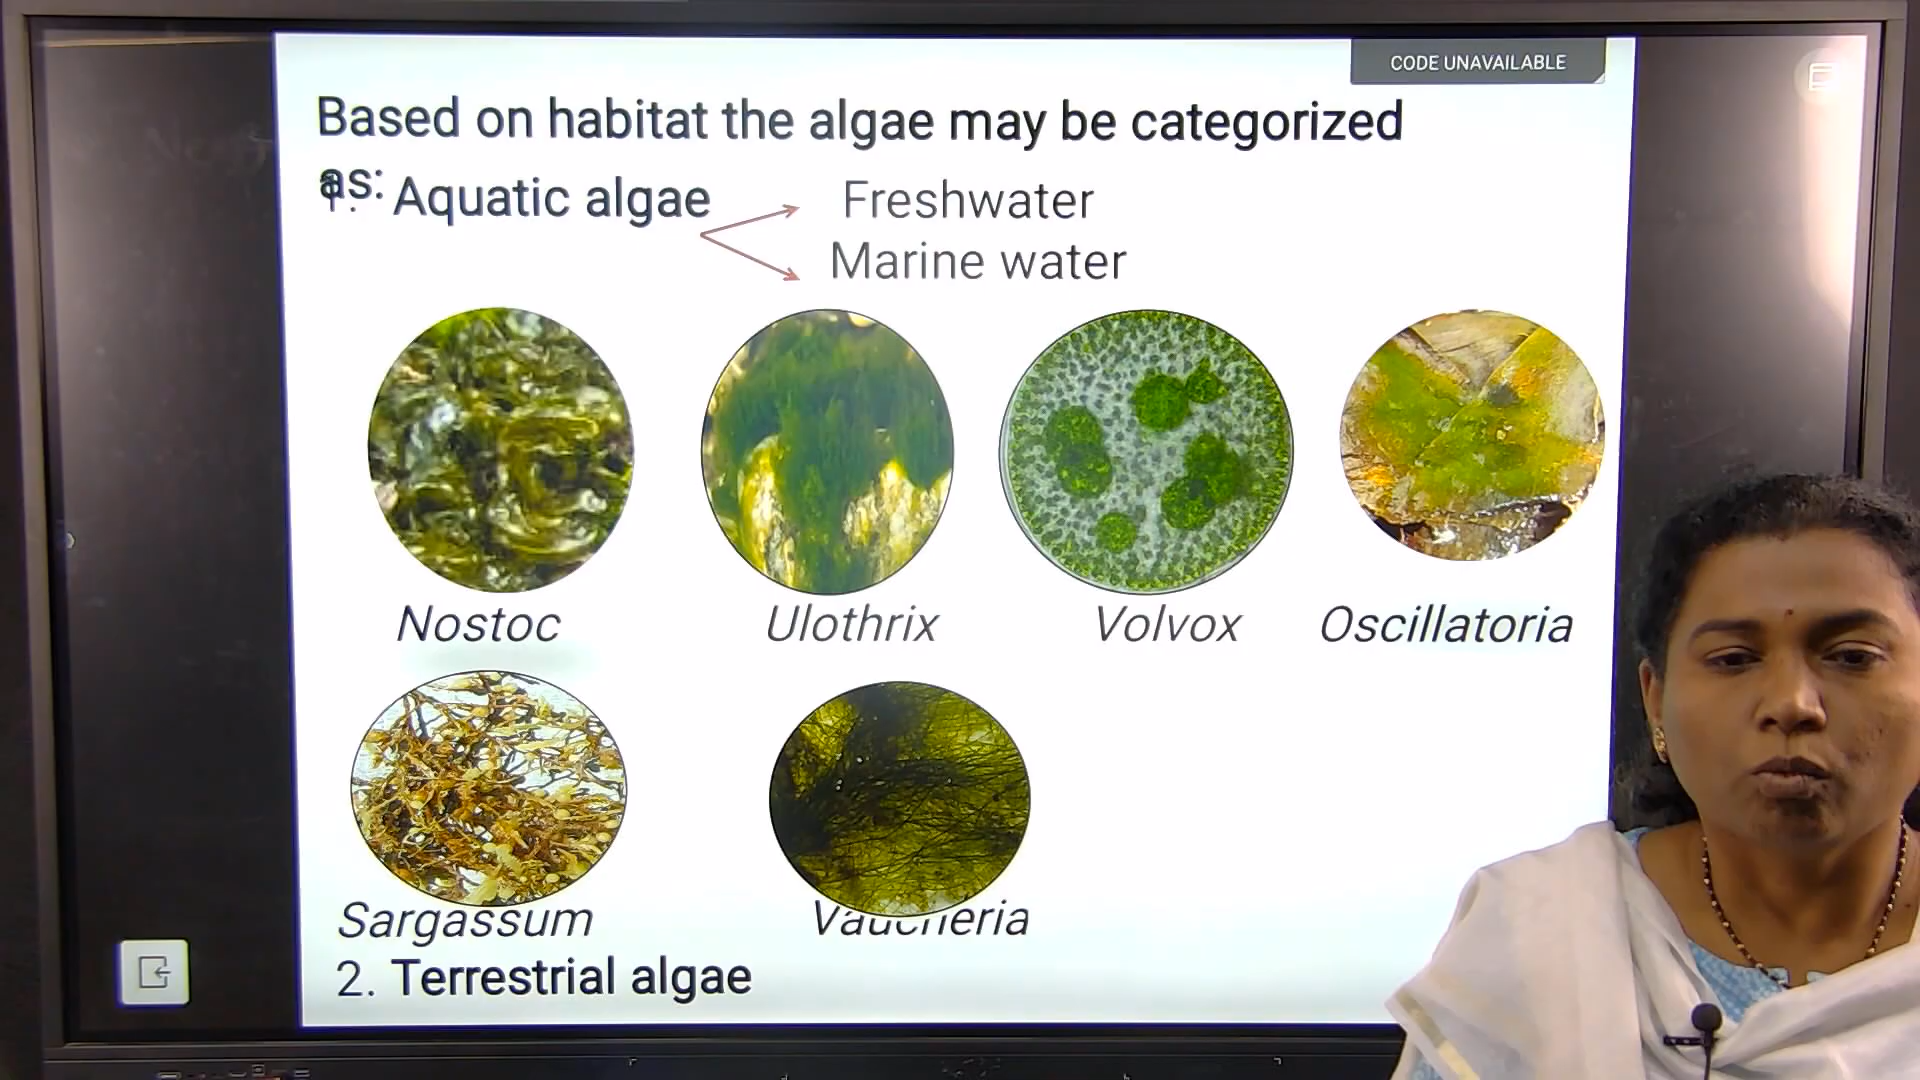 CODE UNAVAILABLE
Based on habitat the algae may be categorized
as:
1. Aquatic algae
Freshwater
Marine water
Nostoc Ulothrix Volvox Oscillatoria
Sargassum Vaucheria
2. Terrestrial algae